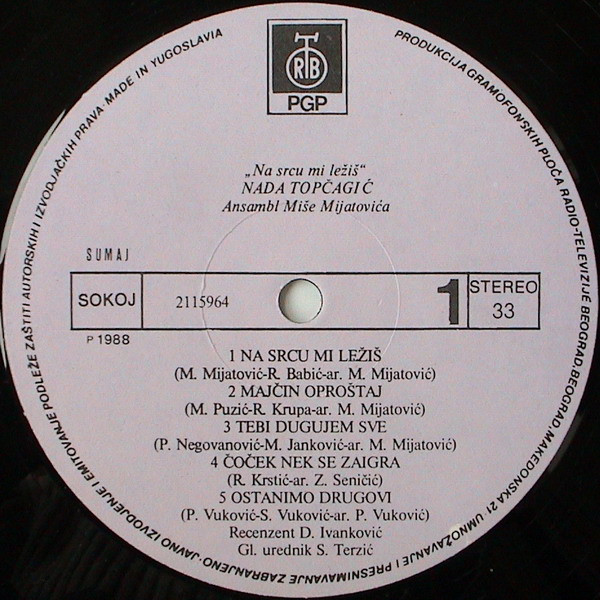 PODLEŽE ZAŠTITI AUTORSKIH I IZVODJAČKIH PRAVA·MADE IN YUGOSLAVIA
PRODUKCIJA GRAMOFONSKIH PLOČA RADIO-TELEVIZIJE BEOGRAD,BEOGRAD,MAKEDONSKA 21·UMNOŽAVANJE I PRESNIMAVANJE ZABRANJENO·JAVNO IZVODJENJE I EMITOVANJE
RTB
PGP
„Na srcu mi ležiš“
NADA TOPČAGIĆ
Ansambl Miše Mijatovića
SUMAJ
SOKOJ
2115964
1
STEREO
33
P 1988
1 NA SRCU MI LEŽIŠ
(M. Mijatović-R. Babić-ar. M. Mijatović)
2 MAJČIN OPROŠTAJ
(M. Puzić-R. Krupa-ar. M. Mijatović)
3 TEBI DUGUJEM SVE
(P. Negovanović-M. Janković-ar. M. Mijatović)
4 ČOČEK NEK SE ZAIGRA
(R. Krstić-ar. Z. Seničić)
5 OSTANIMO DRUGOVI
(P. Vuković-S. Vuković-ar. P. Vuković)
Recenzent D. Ivanković
Gl. urednik S. Terzić